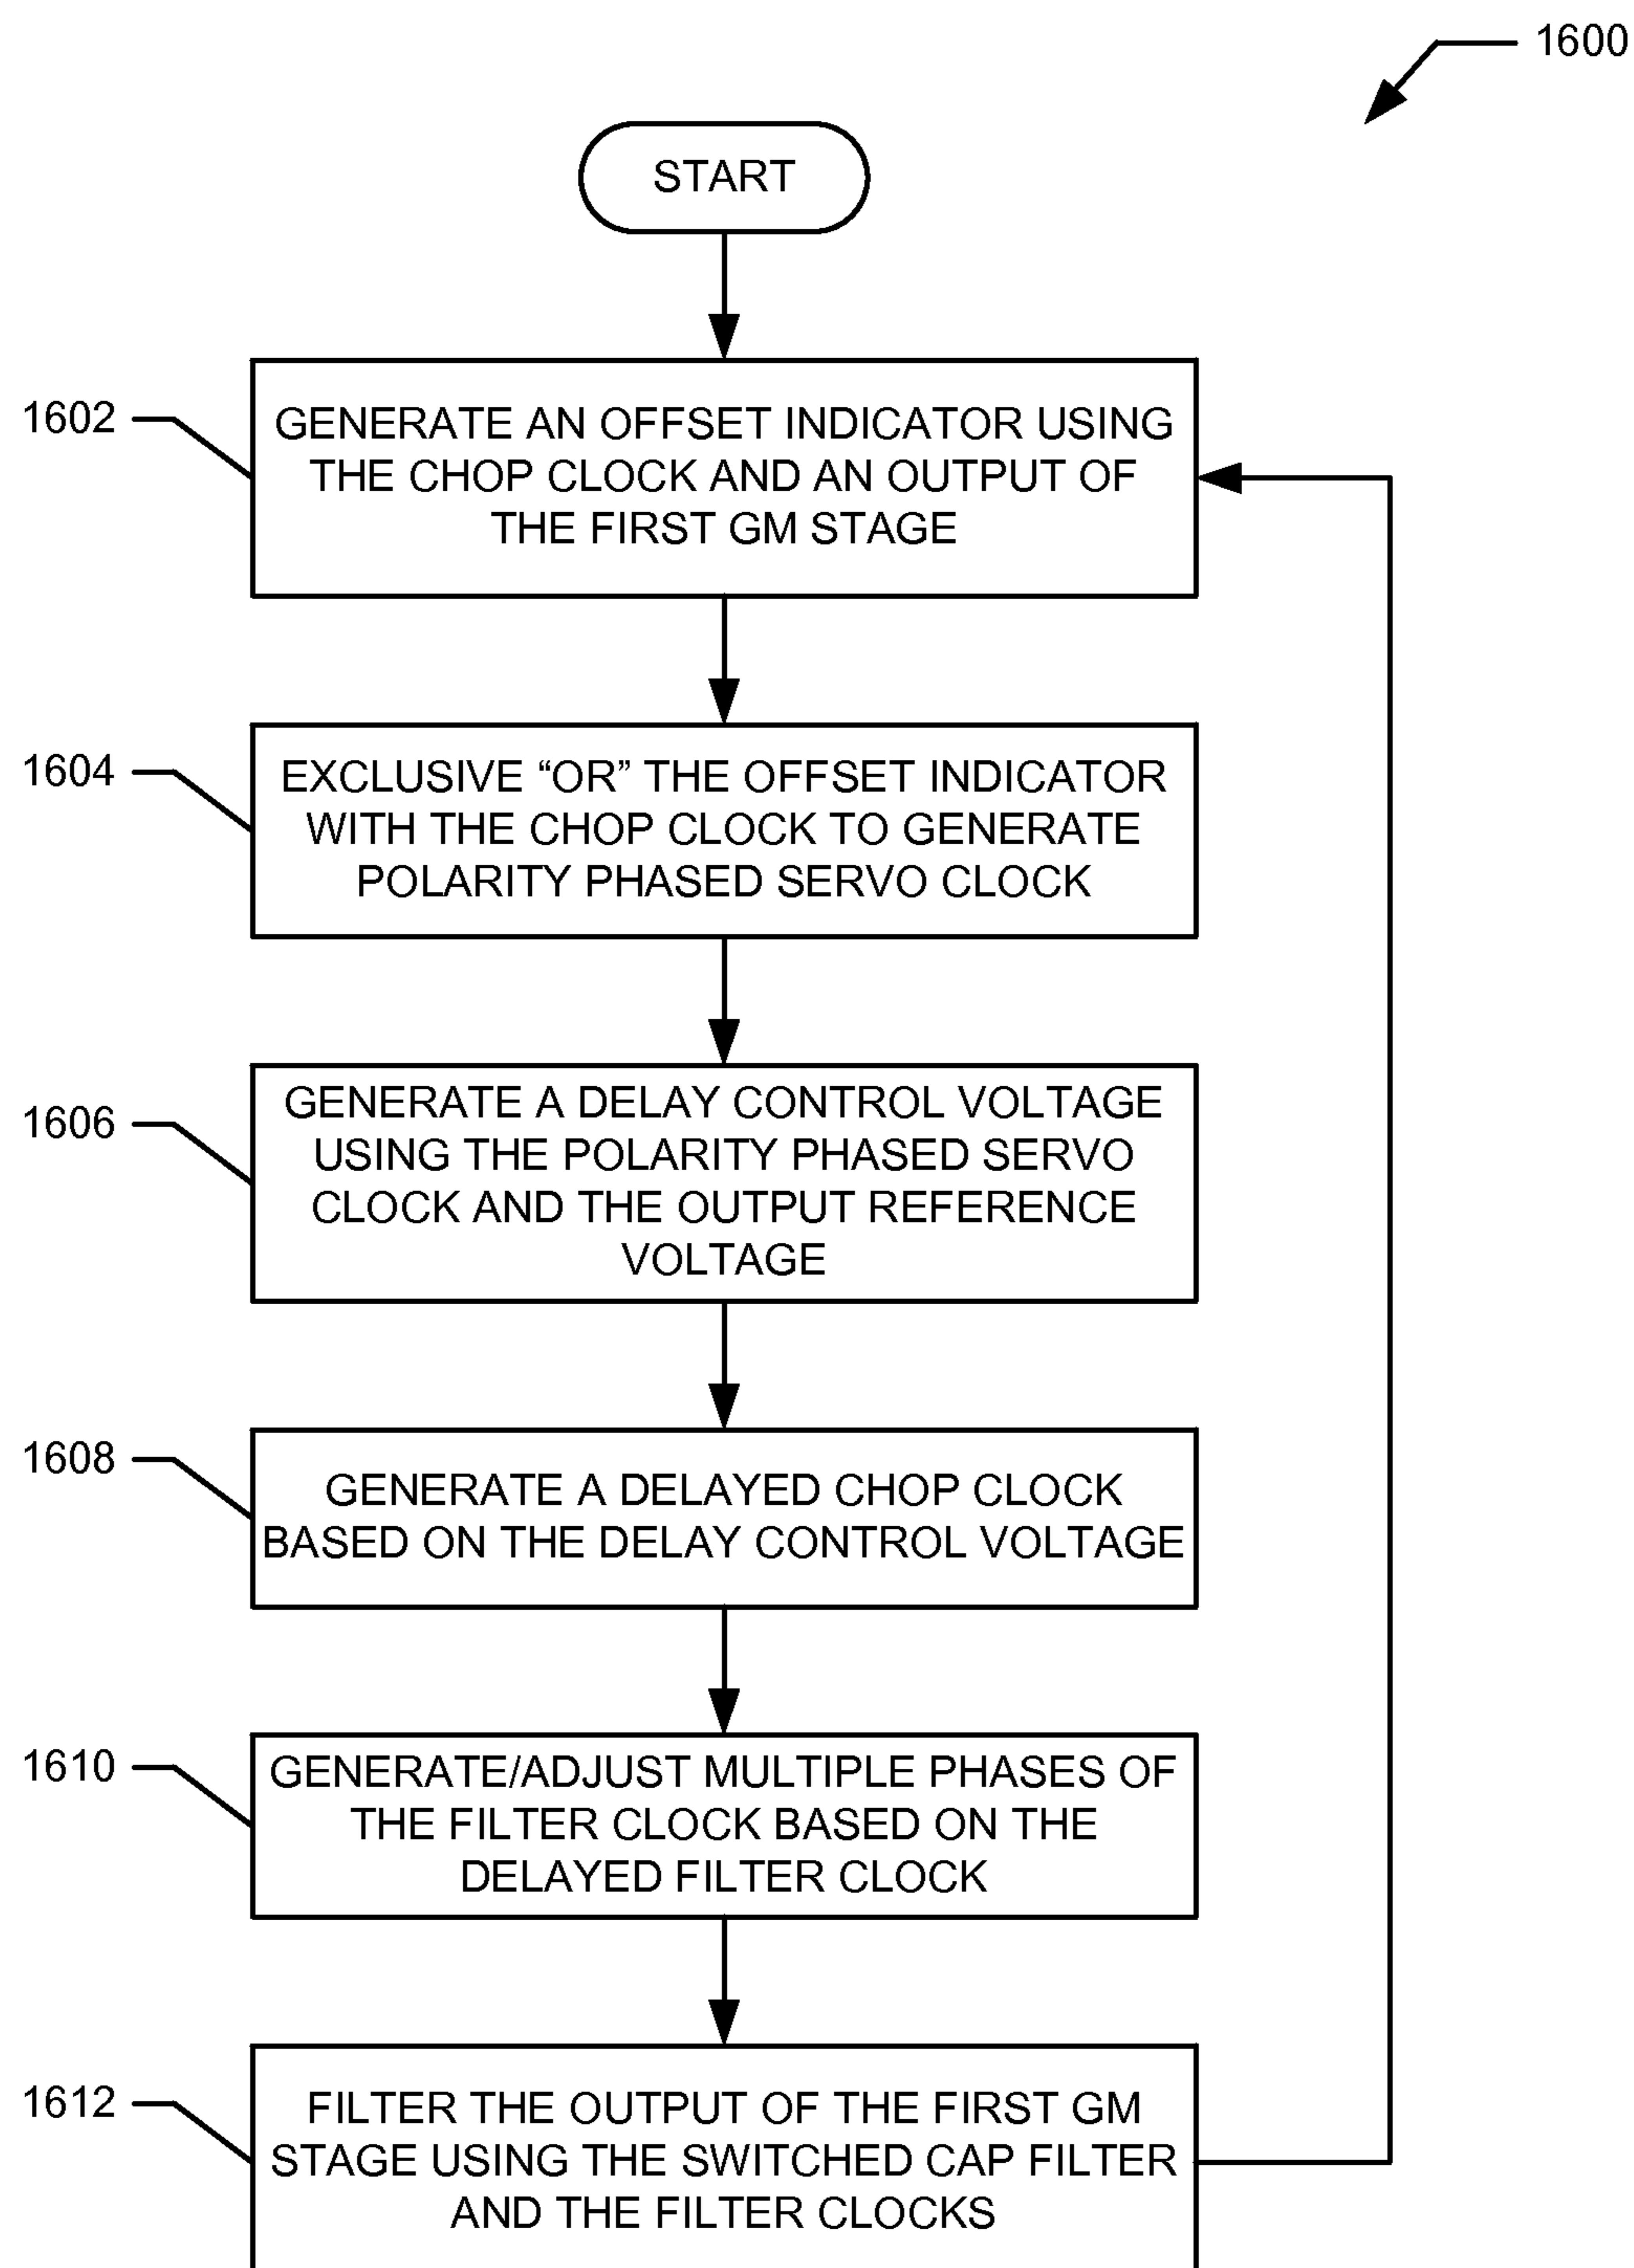 1600
START
1602
GENERATE AN OFFSET INDICATOR USING
THE CHOP CLOCK AND AN OUTPUT OF
THE FIRST GM STAGE
1604
EXCLUSIVE “OR” THE OFFSET INDICATOR
WITH THE CHOP CLOCK TO GENERATE
POLARITY PHASED SERVO CLOCK
1606
GENERATE A DELAY CONTROL VOLTAGE
USING THE POLARITY PHASED SERVO
CLOCK AND THE OUTPUT REFERENCE
VOLTAGE
1608
GENERATE A DELAYED CHOP CLOCK
BASED ON THE DELAY CONTROL VOLTAGE
1610
GENERATE/ADJUST MULTIPLE PHASES OF
THE FILTER CLOCK BASED ON THE
DELAYED FILTER CLOCK
1612
FILTER THE OUTPUT OF THE FIRST GM
STAGE USING THE SWITCHED CAP FILTER
AND THE FILTER CLOCKS